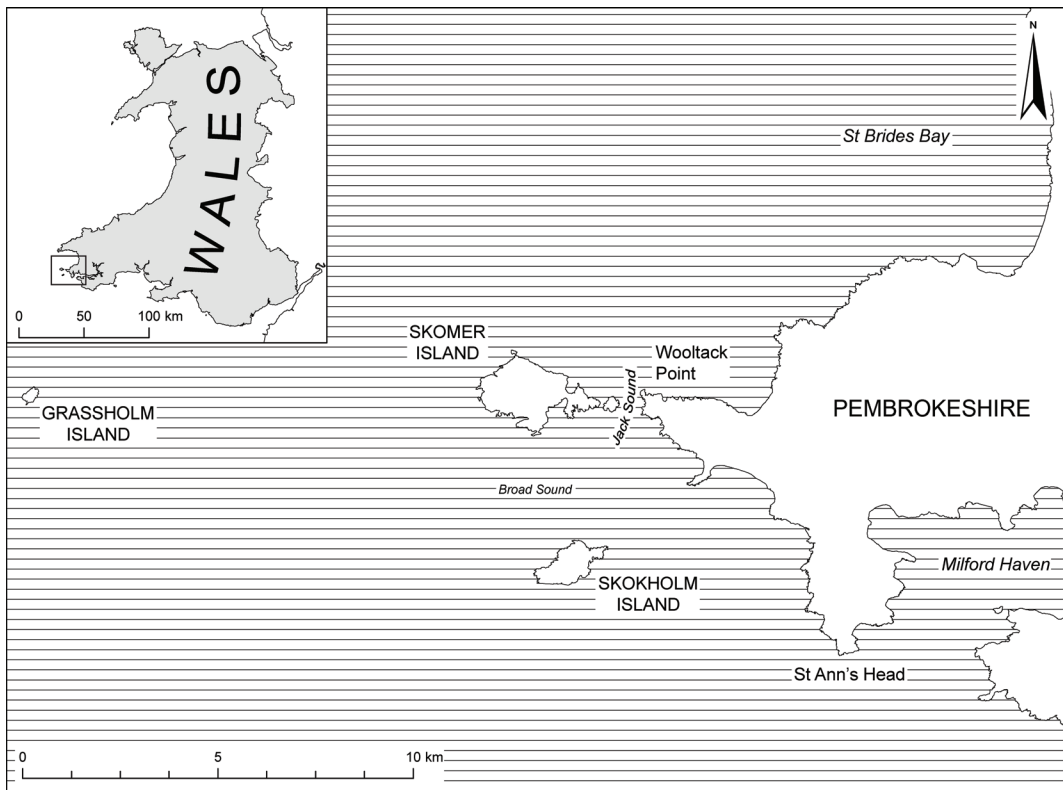 N
St Brides Bay
WALES
0 50 100 km
SKOMER
ISLAND
Wooltack
Point
Jack Sound
GRASSHOLM
ISLAND
PEMBROKESHIRE
Broad Sound
Milford Haven
SKOKHOLM
ISLAND
St Ann's Head
0 5 10 km